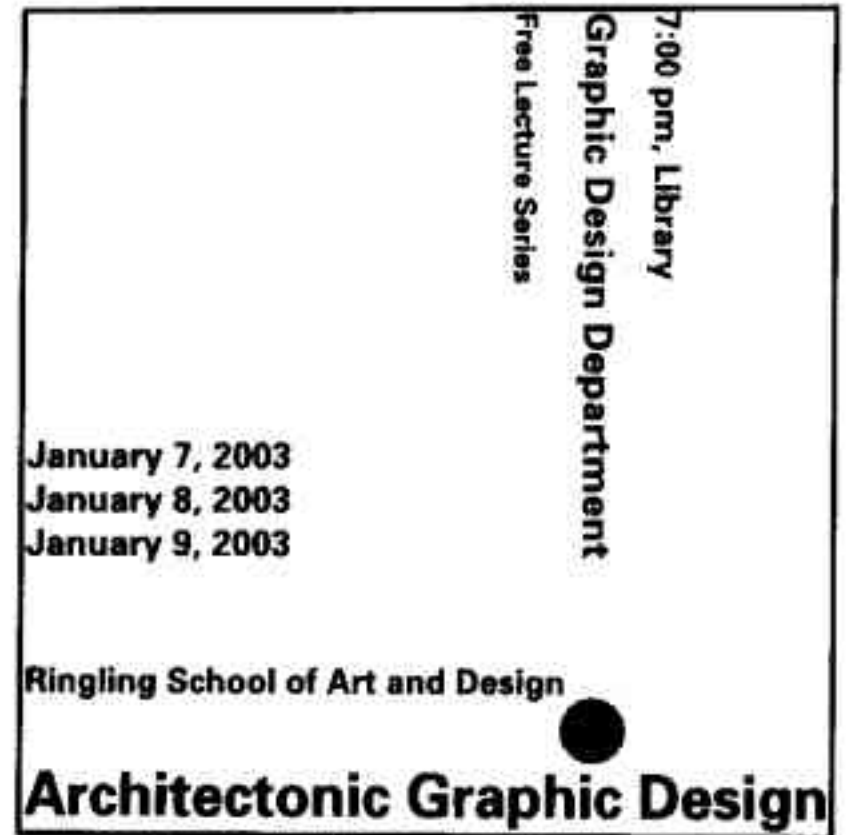 7:00 pm, Library
Graphic Design Department
Free Lecture Series
January 7, 2003
January 8, 2003
January 9, 2003
Ringling School of Art and Design
Architectonic Graphic Design